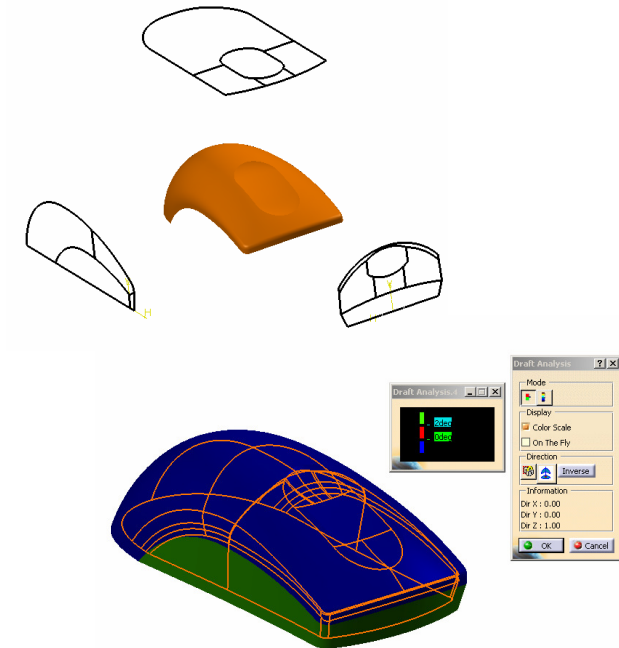 H
Draft Analysis
Mode
Display
Color Scale
On The Fly
Direction
Inverse
Information
Dir X : 0.00
Dir Y : 0.00
Dir Z : 1.00
OK
Cancel
Draft Analysis.4
2deg
0deg